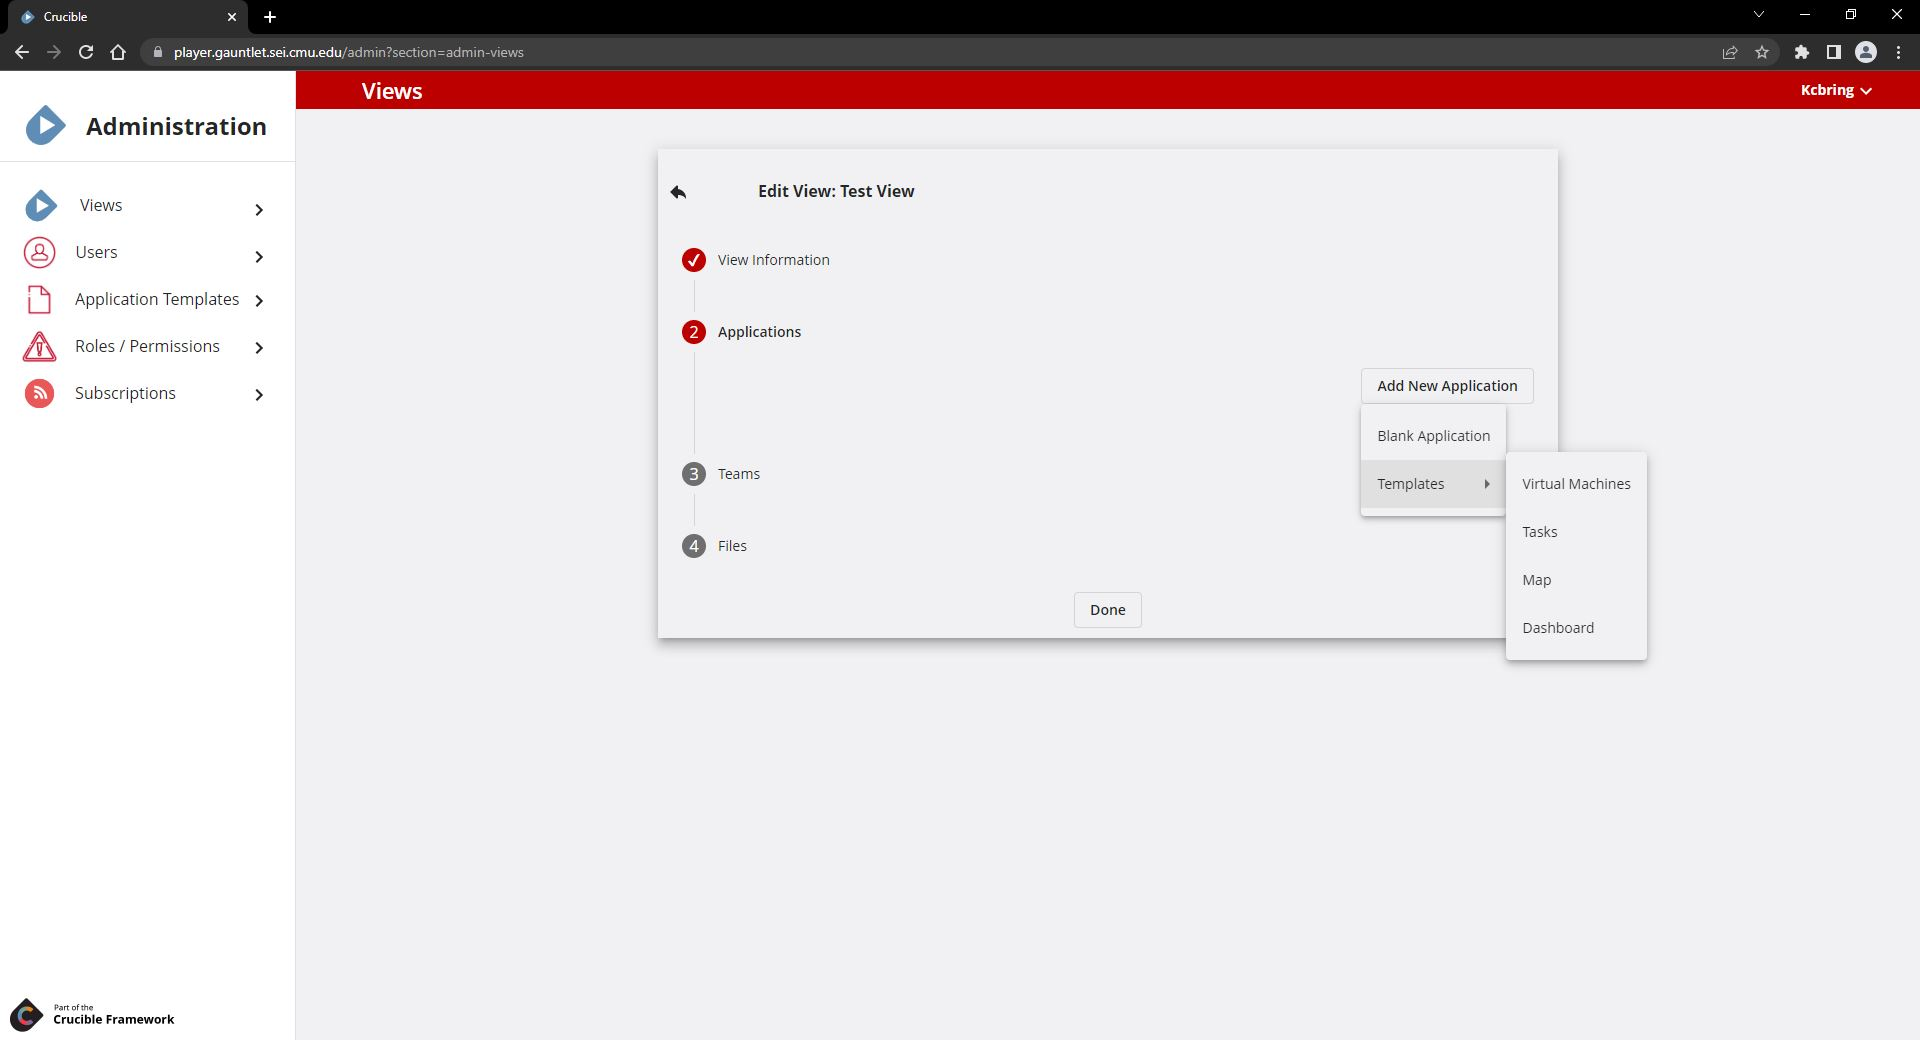 Crucible
player.gauntlet.sei.cmu.edu/admin?section=admin-views
Administration
Views
Users
Application Templates
Roles / Permissions
Subscriptions
Part of the
Crucible Framework
Views
Kcbring
Edit View: Test View
View Information
2 Applications
Add New Application
Blank Application
Templates
Virtual Machines
Tasks
Map
Dashboard
3 Teams
4 Files
Done